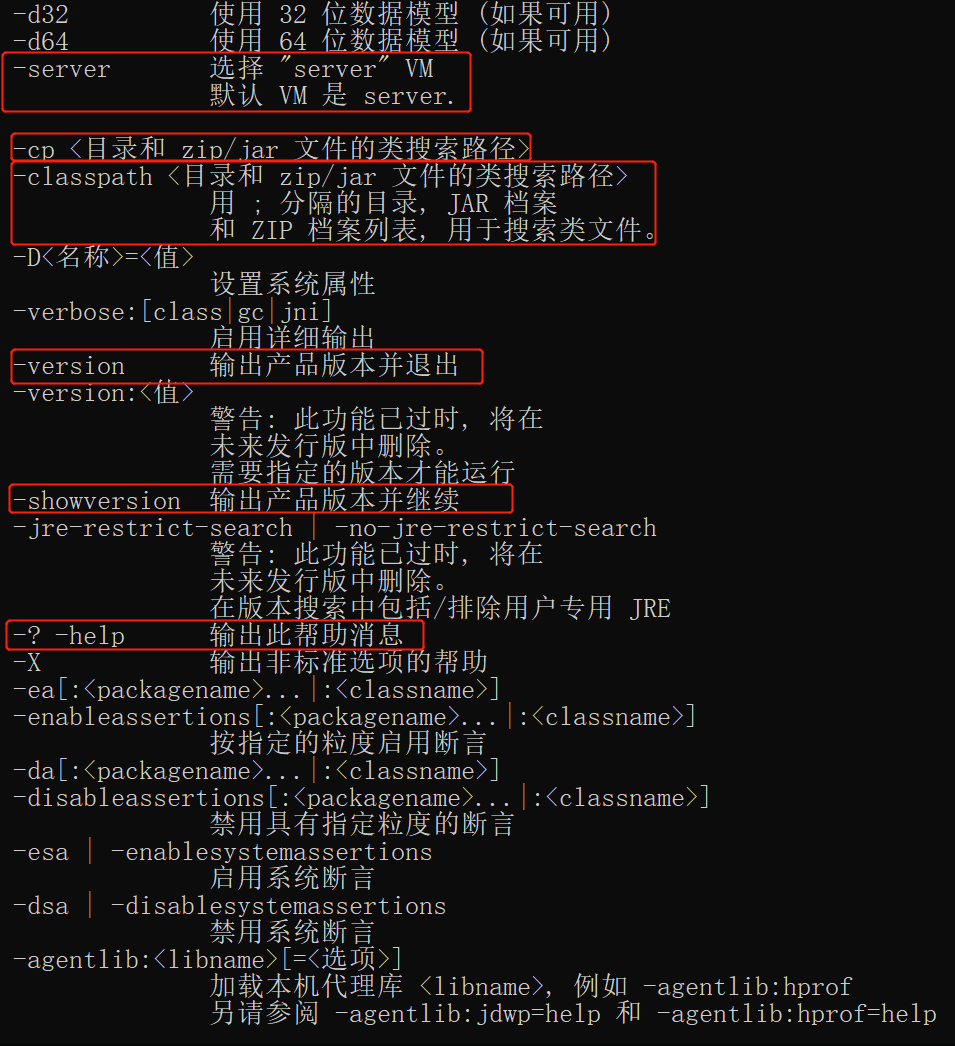 -d32 使用 32 位数据模型 (如果可用)
-d64 使用 64 位数据模型 (如果可用)
-server 选择 "server" VM
默认 VM 是 server.
-cp <目录和 zip/jar 文件的类搜索路径>
-classpath <目录和 zip/jar 文件的类搜索路径>
用 ; 分隔的目录, JAR 档案
和 ZIP 档案列表, 用于搜索类文件。
-D<名称>=<值>
设置系统属性
-verbose:[class|gc|jni]
启用详细输出
-version 输出产品版本并退出
-version:<值>
警告: 此功能已过时, 将在
未来发行版中删除。
需要指定的版本才能运行
-showversion 输出产品版本并继续
-jre-restrict-search | -no-jre-restrict-search
警告: 此功能已过时, 将在
未来发行版中删除。
在版本搜索中包括/排除用户专用 JRE
-? -help 输出此帮助消息
-X 输出非标准选项的帮助
-ea[:<packagename>...|:<classname>]
-enableassertions[:<packagename>...|:<classname>]
按指定的粒度启用断言
-da[:<packagename>...|:<classname>]
-disableassertions[:<packagename>...|:<classname>]
禁用具有指定粒度的断言
-esa | -enablesystemassertions
启用系统断言
-dsa | -disablesystemassertions
禁用系统断言
-agentlib:<libname>[=<选项>]
加载本机代理库 <libname>, 例如 -agentlib:hprof
另请参阅 -agentlib:jdwp=help 和 -agentlib:hprof=help